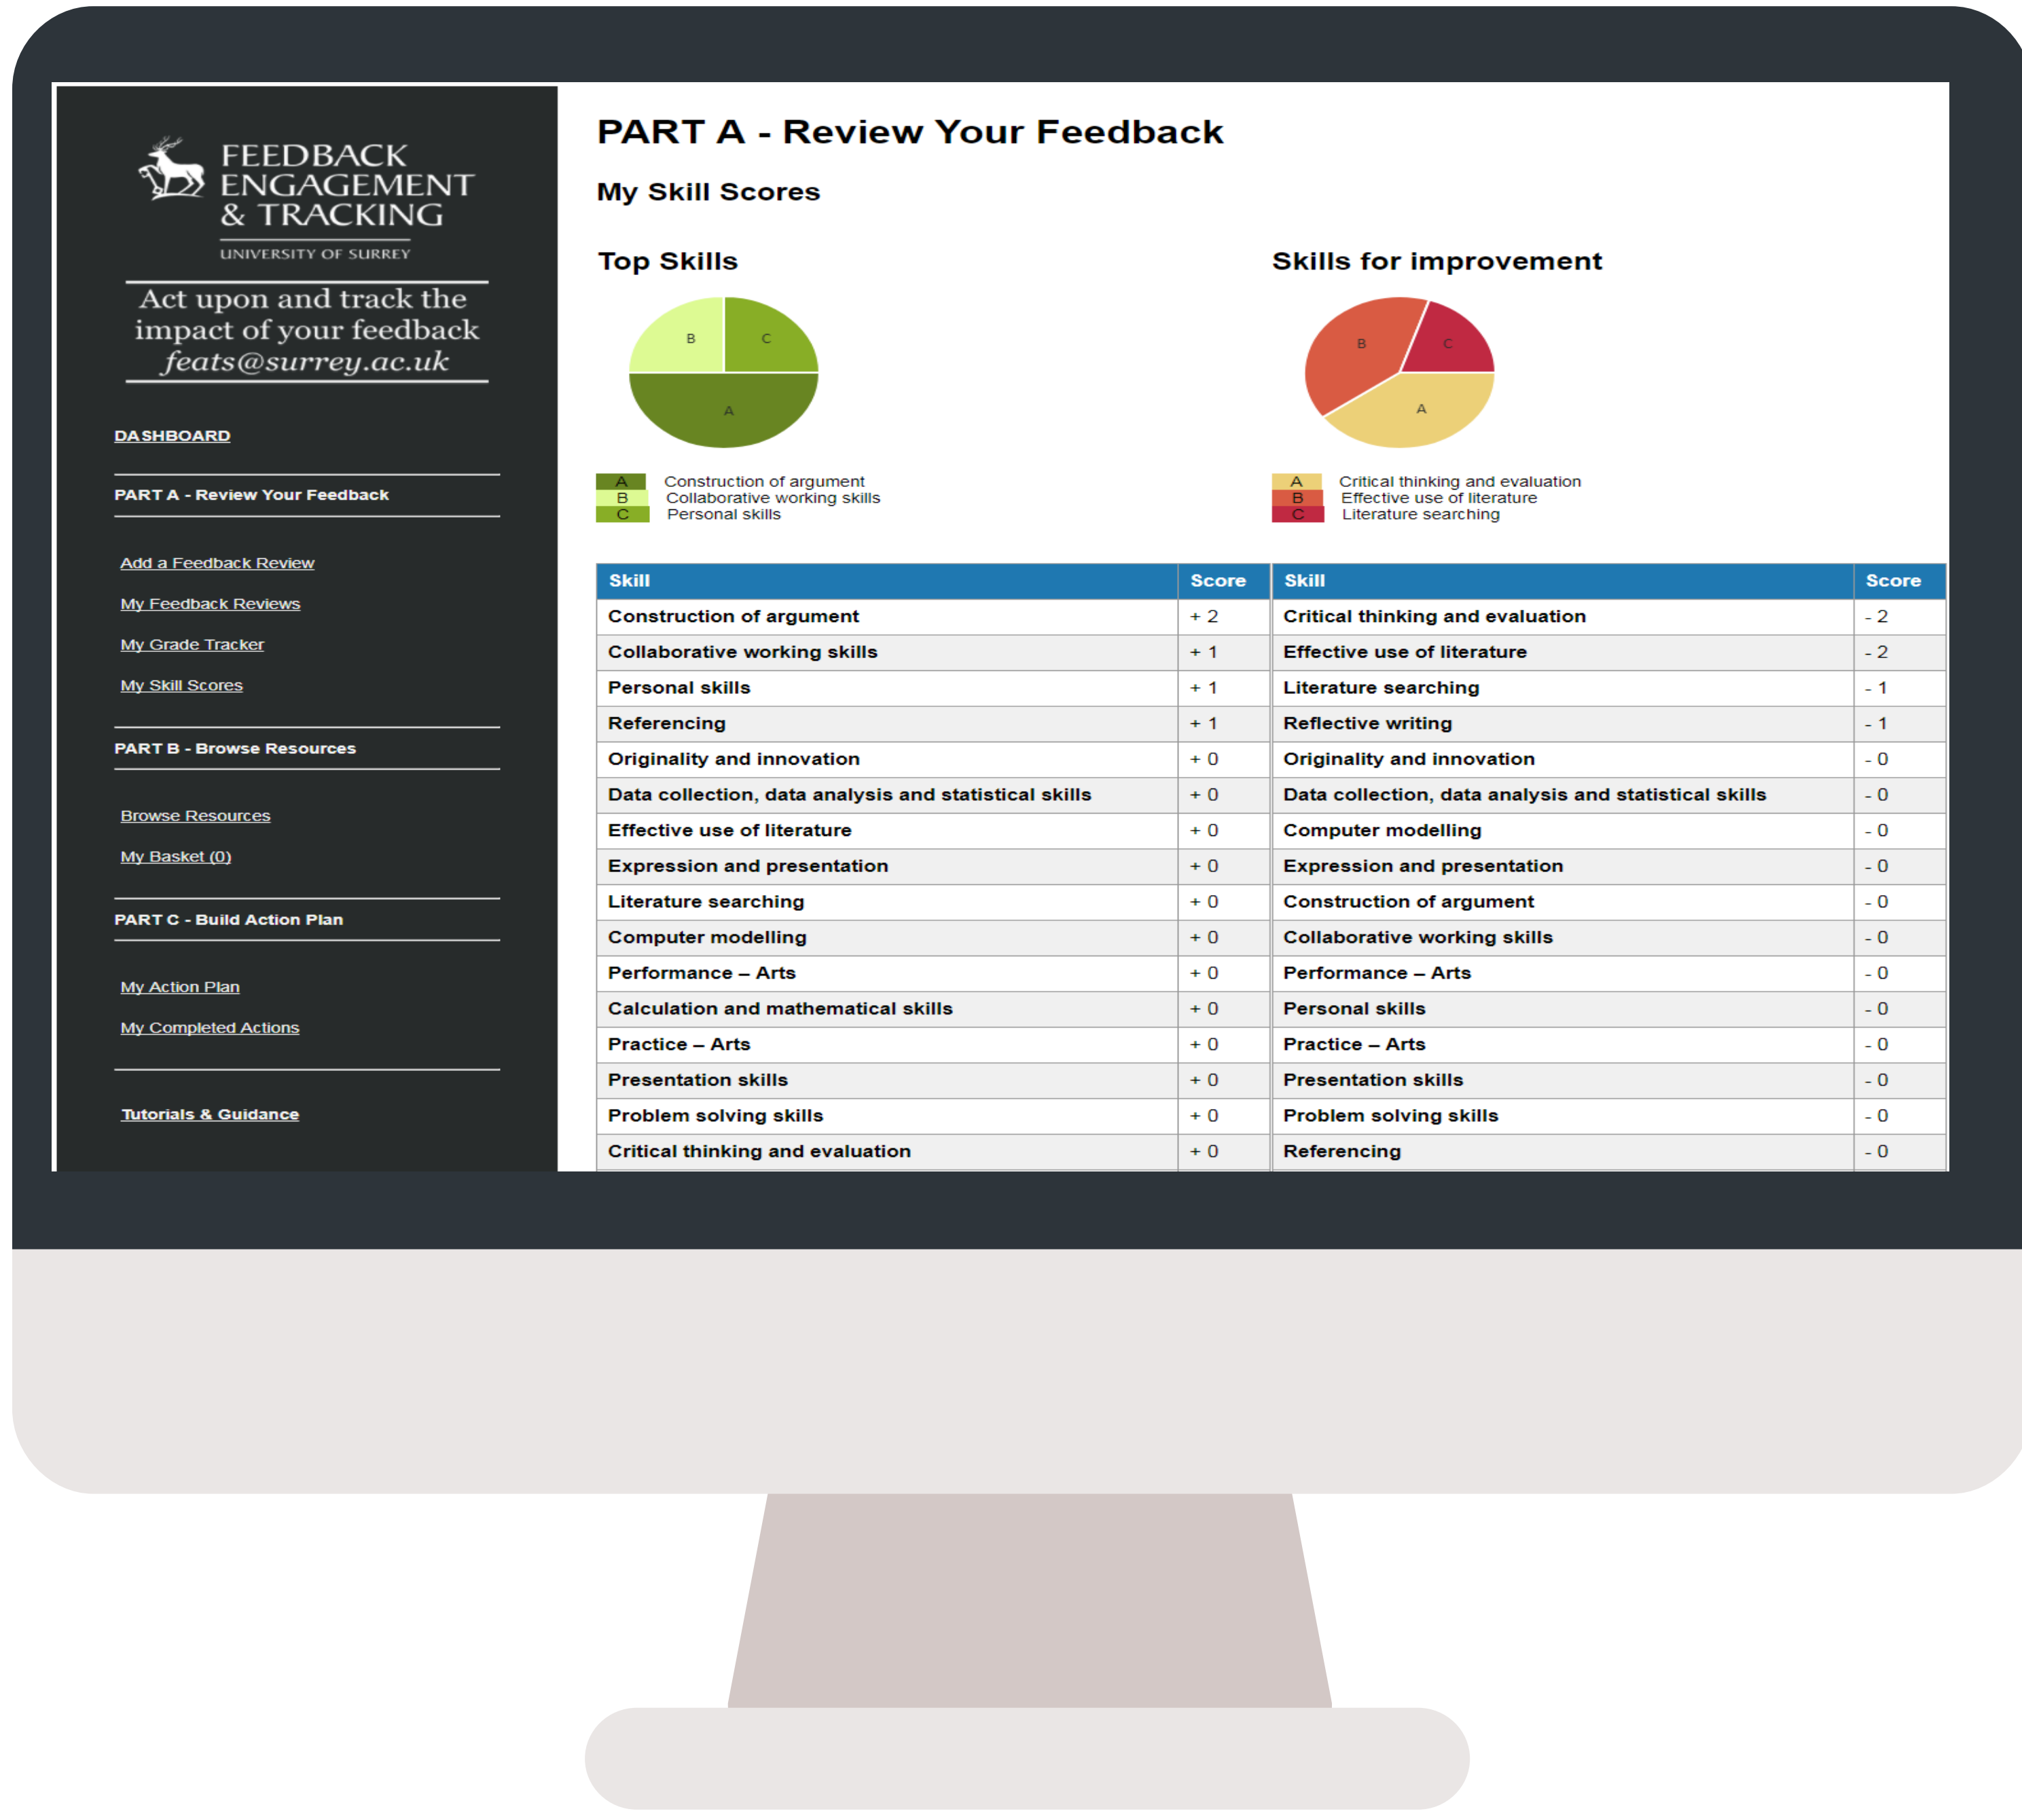 FEEDBACK
ENGAGEMENT
& TRACKING
UNIVERSITY OF SURREY
Act upon and track the
impact of your feedback
feats@surrey.ac.uk
DASHBOARD
PART A - Review Your Feedback
Add a Feedback Review
My Feedback Reviews
My Grade Tracker
My Skill Scores
PART B - Browse Resources
Browse Resources
My Basket (0)
PART C - Build Action Plan
My Action Plan
My Completed Actions
Tutorials & Guidance
PART A - Review Your Feedback
My Skill Scores
Top Skills
B C
A
A Construction of argument
B Collaborative working skills
C Personal skills
Skills for improvement
B C
A
A Critical thinking and evaluation
B Effective use of literature
C Literature searching
Skill Score Skill Score
Construction of argument + 2 Critical thinking and evaluation - 2
Collaborative working skills + 1 Effective use of literature - 2
Personal skills + 1 Literature searching - 1
Referencing + 1 Reflective writing - 1
Originality and innovation + 0 Originality and innovation - 0
Data collection, data analysis and statistical skills + 0 Data collection, data analysis and statistical skills - 0
Effective use of literature + 0 Computer modelling - 0
Expression and presentation + 0 Expression and presentation - 0
Literature searching + 0 Construction of argument - 0
Computer modelling + 0 Collaborative working skills - 0
Performance – Arts + 0 Performance – Arts - 0
Calculation and mathematical skills + 0 Personal skills - 0
Practice – Arts + 0 Practice – Arts - 0
Presentation skills + 0 Presentation skills - 0
Problem solving skills + 0 Problem solving skills - 0
Critical thinking and evaluation + 0 Referencing - 0